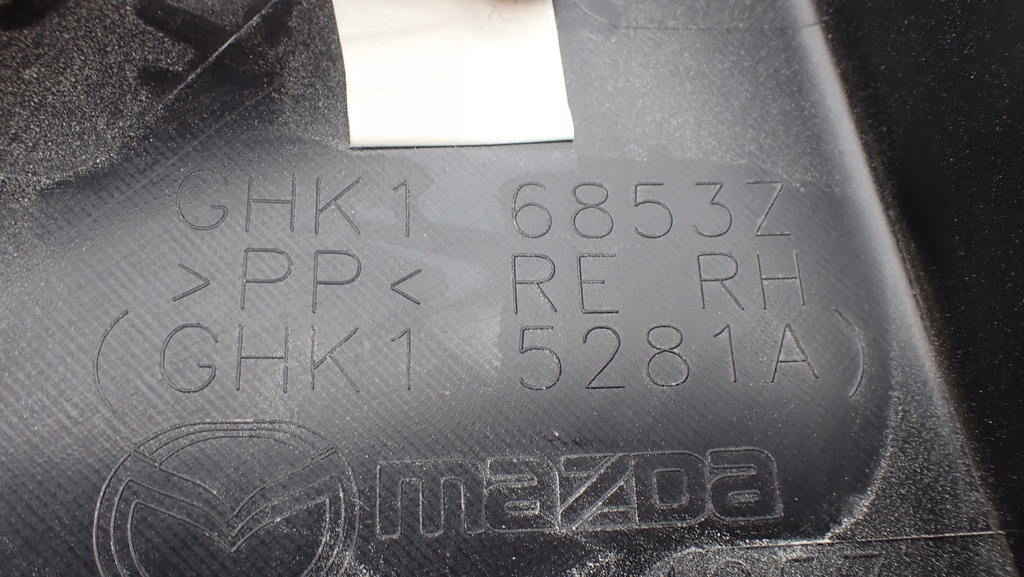 GHK1 6853Z
>PP< RE RH
(GHK1 5281A)
mazda